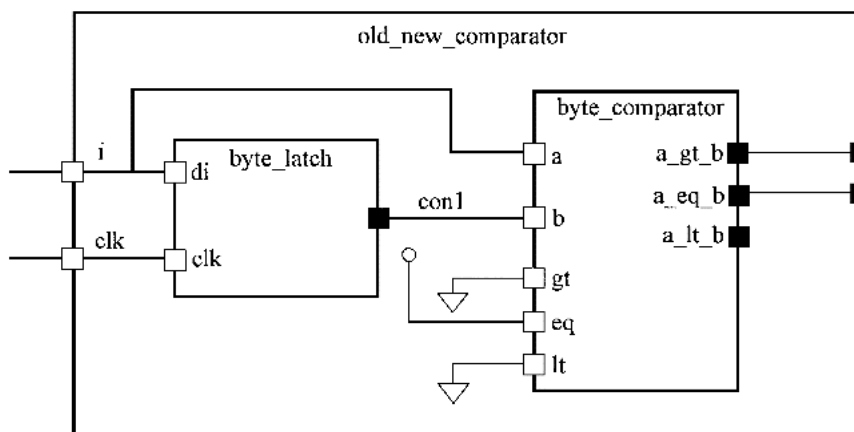 old_new_comparator
byte_comparator
i
byte_latch
a
a_gt_b
di
a_eq_b
con1
b
a_lt_b
clk
clk
gt
eq
lt